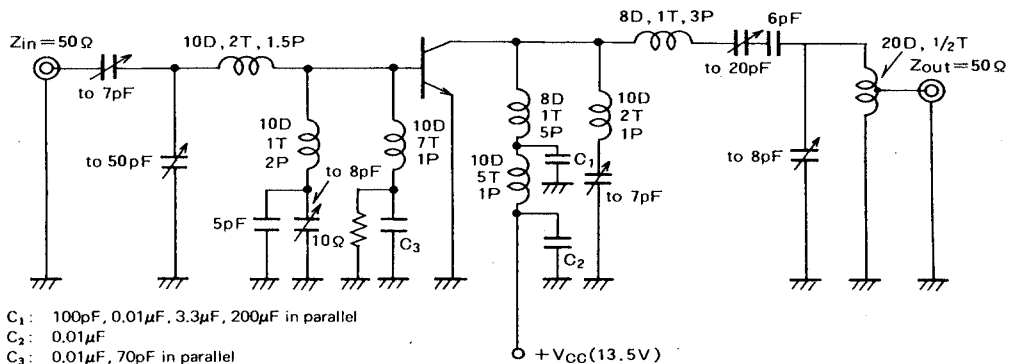 Zin=50Ω
to 7pF
10D, 2T, 1.5P
to 50pF
10D
1T
2P
5pF
to 8pF
10Ω
10D
7T
1P
C₃
8D
1T
5P
C₁
10D
5T
1P
C₂
10D
2T
1P
to 7pF
8D, 1T, 3P
to 20pF
6pF
to 8pF
20D, 1/2T
Zout=50Ω
+VCC(13.5V)
C₁: 100pF, 0.01μF, 3.3μF, 200μF in parallel
C₂: 0.01μF
C₃: 0.01μF, 70pF in parallel